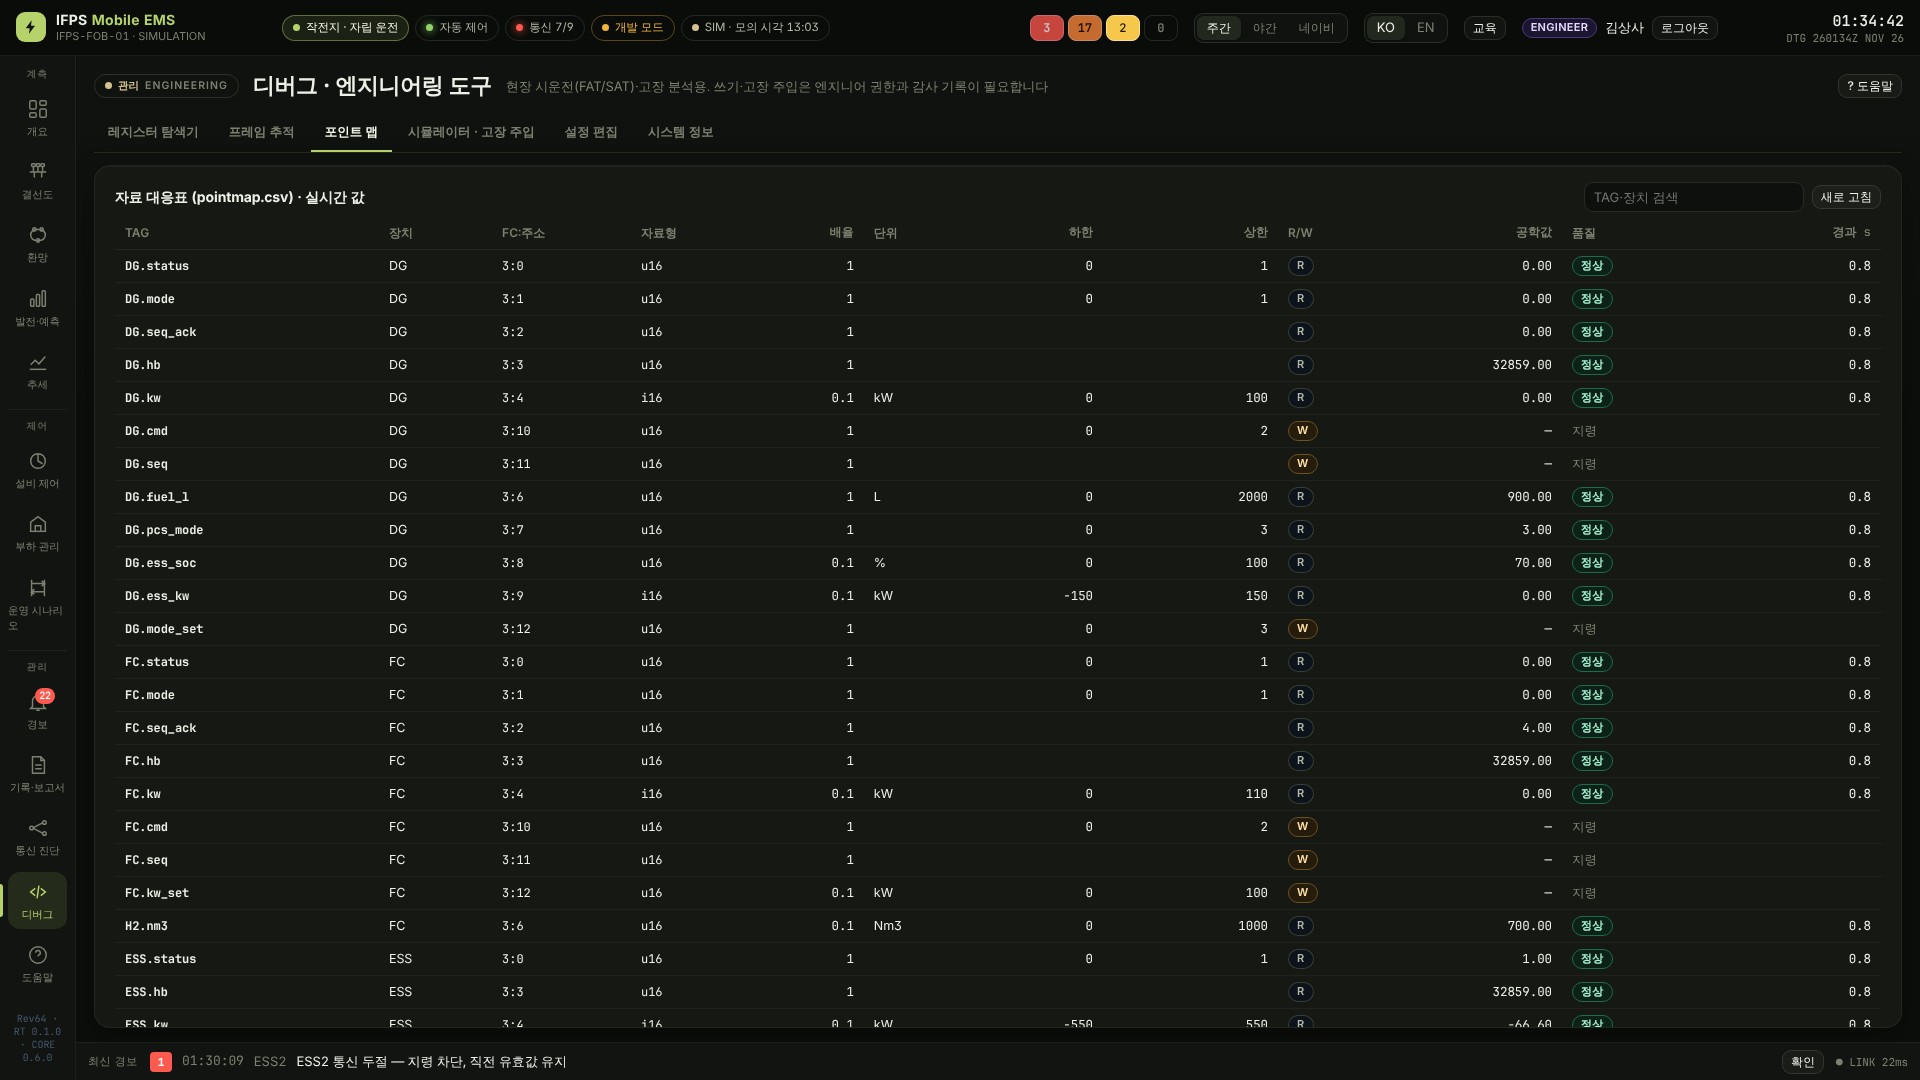 IFPS Mobile EMS
IFPS-FOB-01 · SIMULATION
작전지 · 자립 운전
자동 제어
통신 7/9
개발 모드
SIM · 모의 시각 13:03
3 17 2 0
주간 야간 네이비
KO EN
교육
ENGINEER 김상사 로그아웃
01:34:42
DTG 260134Z NOV 26
계측
개요
결선도
환망
발전·예측
추세
제어
설비 제어
부하 관리
운영 시나리
오
관리
22
경보
기록·보고서
통신 진단
디버그
도움말
Rev64 ·
RT 0.1.0
· CORE
0.6.0
관리 ENGINEERING
디버그 · 엔지니어링 도구
현장 시운전(FAT/SAT)·고장 분석용. 쓰기·고장 주입은 엔지니어 권한과 감사 기록이 필요합니다
? 도움말
레지스터 탐색기 프레임 추적 포인트 맵 시뮬레이터 · 고장 주입 설정 편집 시스템 정보
자료 대응표 (pointmap.csv) · 실시간 값
TAG·장치 검색
새로 고침
TAG 장치 FC:주소 자료형 배율 단위 하한 상한 R/W 공학값 품질 경과 s
DG.status DG 3:0 u16 1 0 1 R 0.00 정상 0.8
DG.mode DG 3:1 u16 1 0 1 R 0.00 정상 0.8
DG.seq_ack DG 3:2 u16 1 R 0.00 정상 0.8
DG.hb DG 3:3 u16 1 R 32859.00 정상 0.8
DG.kw DG 3:4 i16 0.1 kW 0 100 R 0.00 정상 0.8
DG.cmd DG 3:10 u16 1 0 2 W — 지령
DG.seq DG 3:11 u16 1 W — 지령
DG.fuel_l DG 3:6 u16 1 L 0 2000 R 900.00 정상 0.8
DG.pcs_mode DG 3:7 u16 1 0 3 R 3.00 정상 0.8
DG.ess_soc DG 3:8 u16 0.1 % 0 100 R 70.00 정상 0.8
DG.ess_kw DG 3:9 i16 0.1 kW -150 150 R 0.00 정상 0.8
DG.mode_set DG 3:12 u16 1 0 3 W — 지령
FC.status FC 3:0 u16 1 0 1 R 0.00 정상 0.8
FC.mode FC 3:1 u16 1 0 1 R 0.00 정상 0.8
FC.seq_ack FC 3:2 u16 1 R 4.00 정상 0.8
FC.hb FC 3:3 u16 1 R 32859.00 정상 0.8
FC.kw FC 3:4 i16 0.1 kW 0 110 R 0.00 정상 0.8
FC.cmd FC 3:10 u16 1 0 2 W — 지령
FC.seq FC 3:11 u16 1 W — 지령
FC.kw_set FC 3:12 u16 0.1 kW 0 100 W — 지령
H2.nm3 FC 3:6 u16 0.1 Nm3 0 1000 R 700.00 정상 0.8
ESS.status ESS 3:0 u16 1 0 1 R 1.00 정상 0.8
ESS.hb ESS 3:3 u16 1 R 32859.00 정상 0.8
ESS.kw ESS 3:4 i16 0.1 kW -550 550 R -66.60 정상 0.8
최신 경보 1 01:30:09 ESS2 ESS2 통신 두절 — 지령 차단, 직전 유효값 유지
확인
LINK 22ms